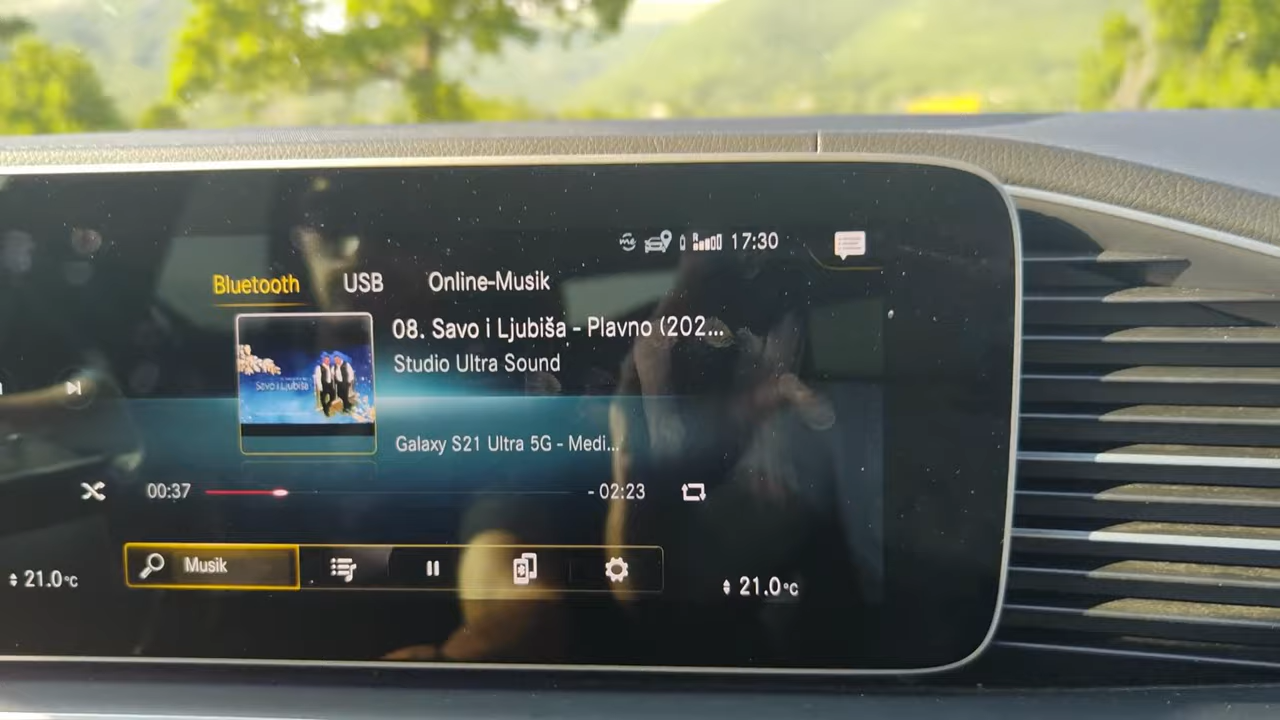 me R 17:30
Bluetooth USB Online-Musik
08. Savo i Ljubiša - Plavno (202...
Studio Ultra Sound
Savo i Ljubiša
Galaxy S21 Ultra 5G - Medi...
00:37 - 02:23
Musik
21.0°C 21.0°C